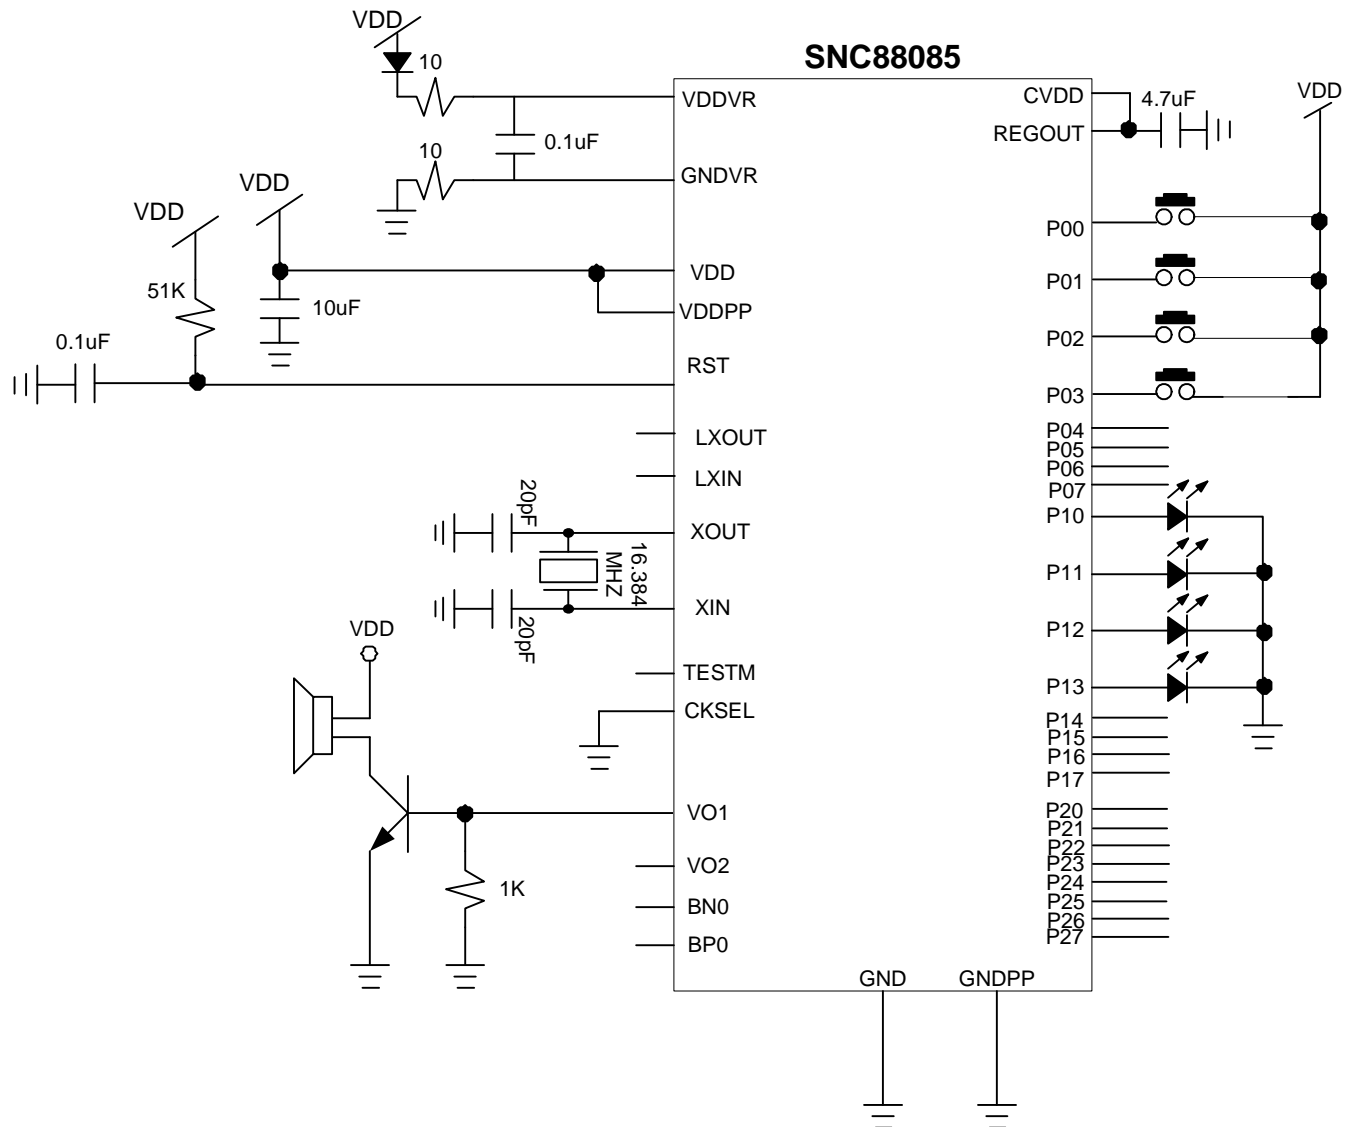 SNC88085
VDD
10
VDDVR
0.1uF
10
GNDVR
VDD
VDD
VDD
51K
10uF
VDDPP
0.1uF
RST
LXOUT
LXIN
20pF
XOUT
16.384
MHZ
XIN
20pF
VDD
TESTM
CKSEL
VO1
VO2
1K
BN0
BP0
GND
GNDPP
CVDD
4.7uF
VDD
REGOUT
P00
P01
P02
P03
P04
P05
P06
P07
P10
P11
P12
P13
P14
P15
P16
P17
P20
P21
P22
P23
P24
P25
P26
P27